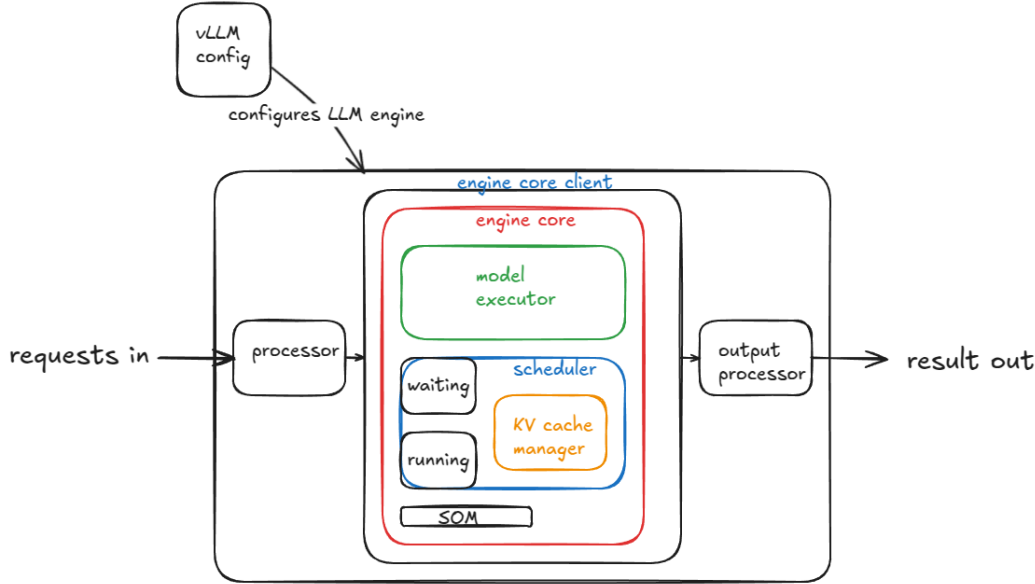 vLLM
config
configures LLM engine
engine core client
engine core
model
executor
requests in
processor
scheduler
waiting
KV cache
manager
running
SOM
output
processor
result out